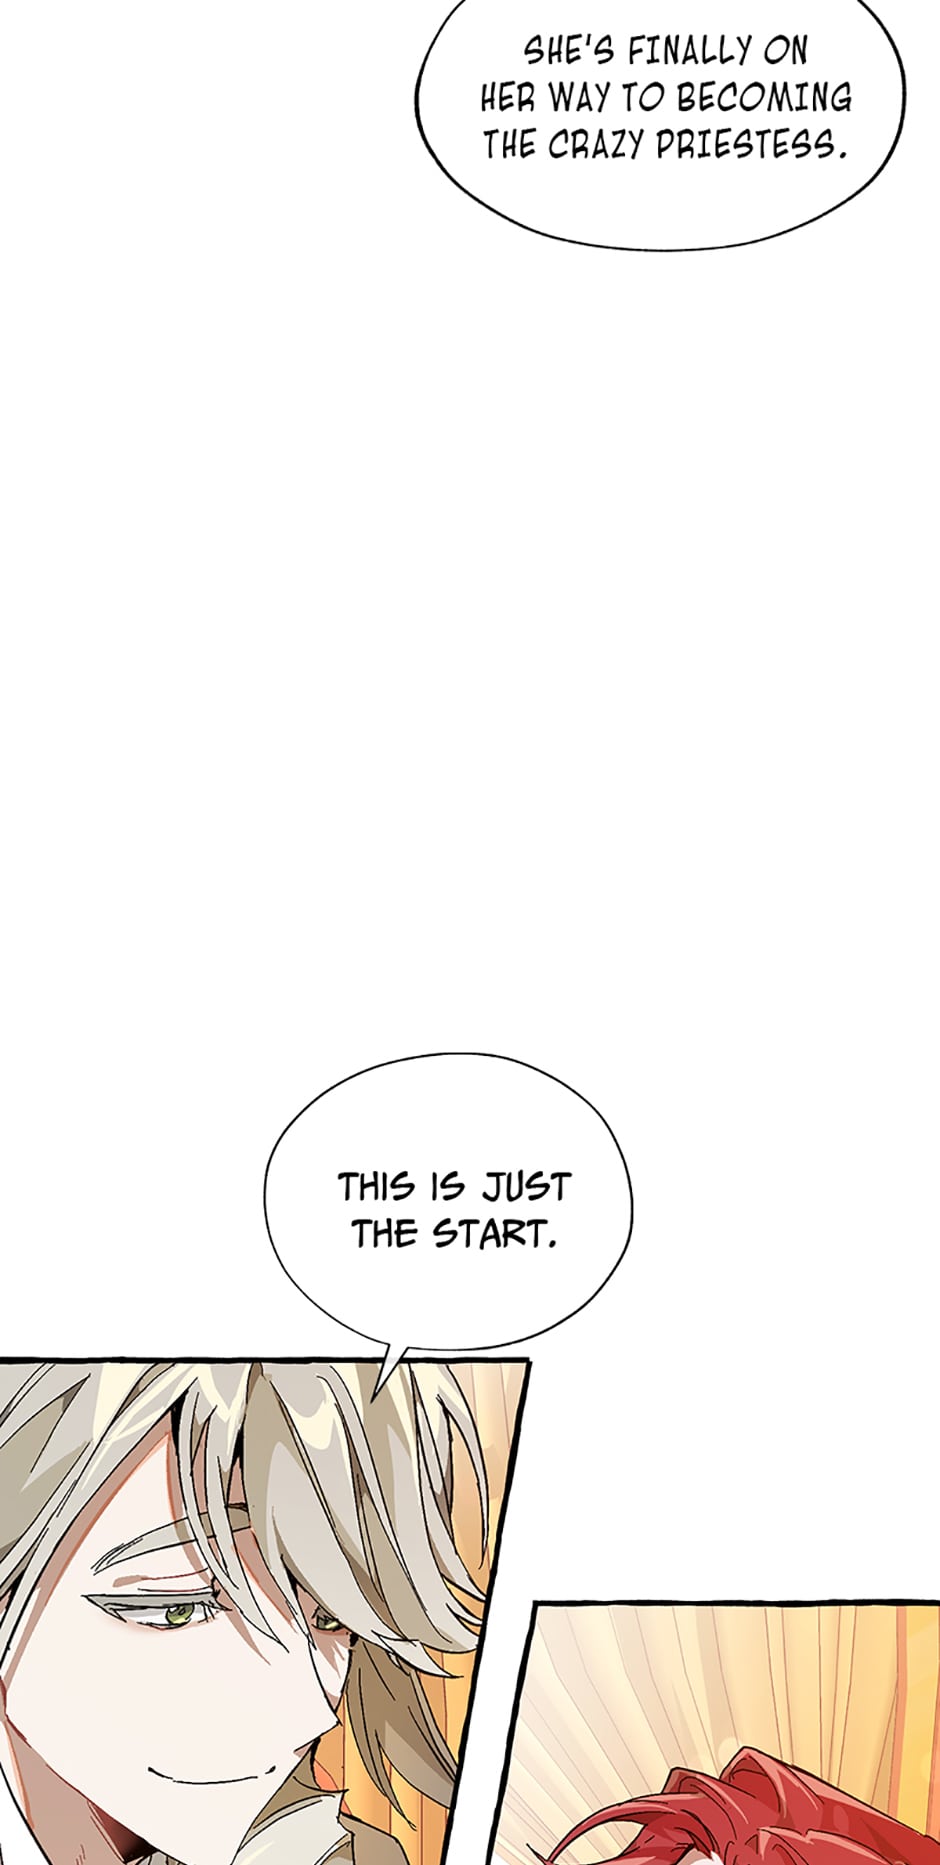 SHE'S FINALLY ON
HER WAY TO BECOMING
THE CRAZY PRIESTESS.
THIS IS JUST
THE START.